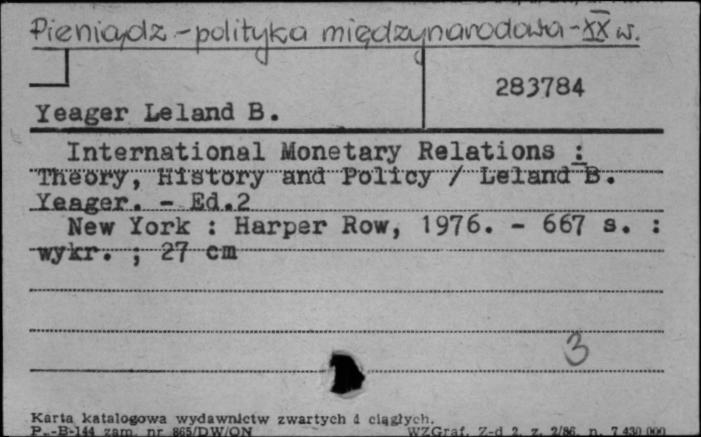 Pieniądz - polityka międzynarodowa - XX w.
283784
Yeager Leland B.
International Monetary Relations :
Theory, History and Policy / Leland B.
Yeager. - Ed.2
New York : Harper Row, 1976. - 667 s. :
wykr. ; 27 cm
3
Karta katalogowa wydawnictw zwartych i ciągłych.
P.-B-144 zam. nr 865/DW/ON WZGraf. Z-d 2, z. 2/86, n. 7 430 000